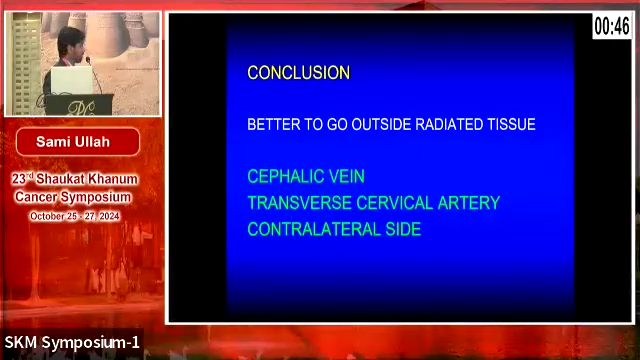 00:46
CONCLUSION
BETTER TO GO OUTSIDE RADIATED TISSUE
CEPHALIC VEIN
TRANSVERSE CERVICAL ARTERY
CONTRALATERAL SIDE
PC
Sami Ullah
23rd Shaukat Khanum
Cancer Symposium
October 25 - 27, 2024
SKM Symposium-1